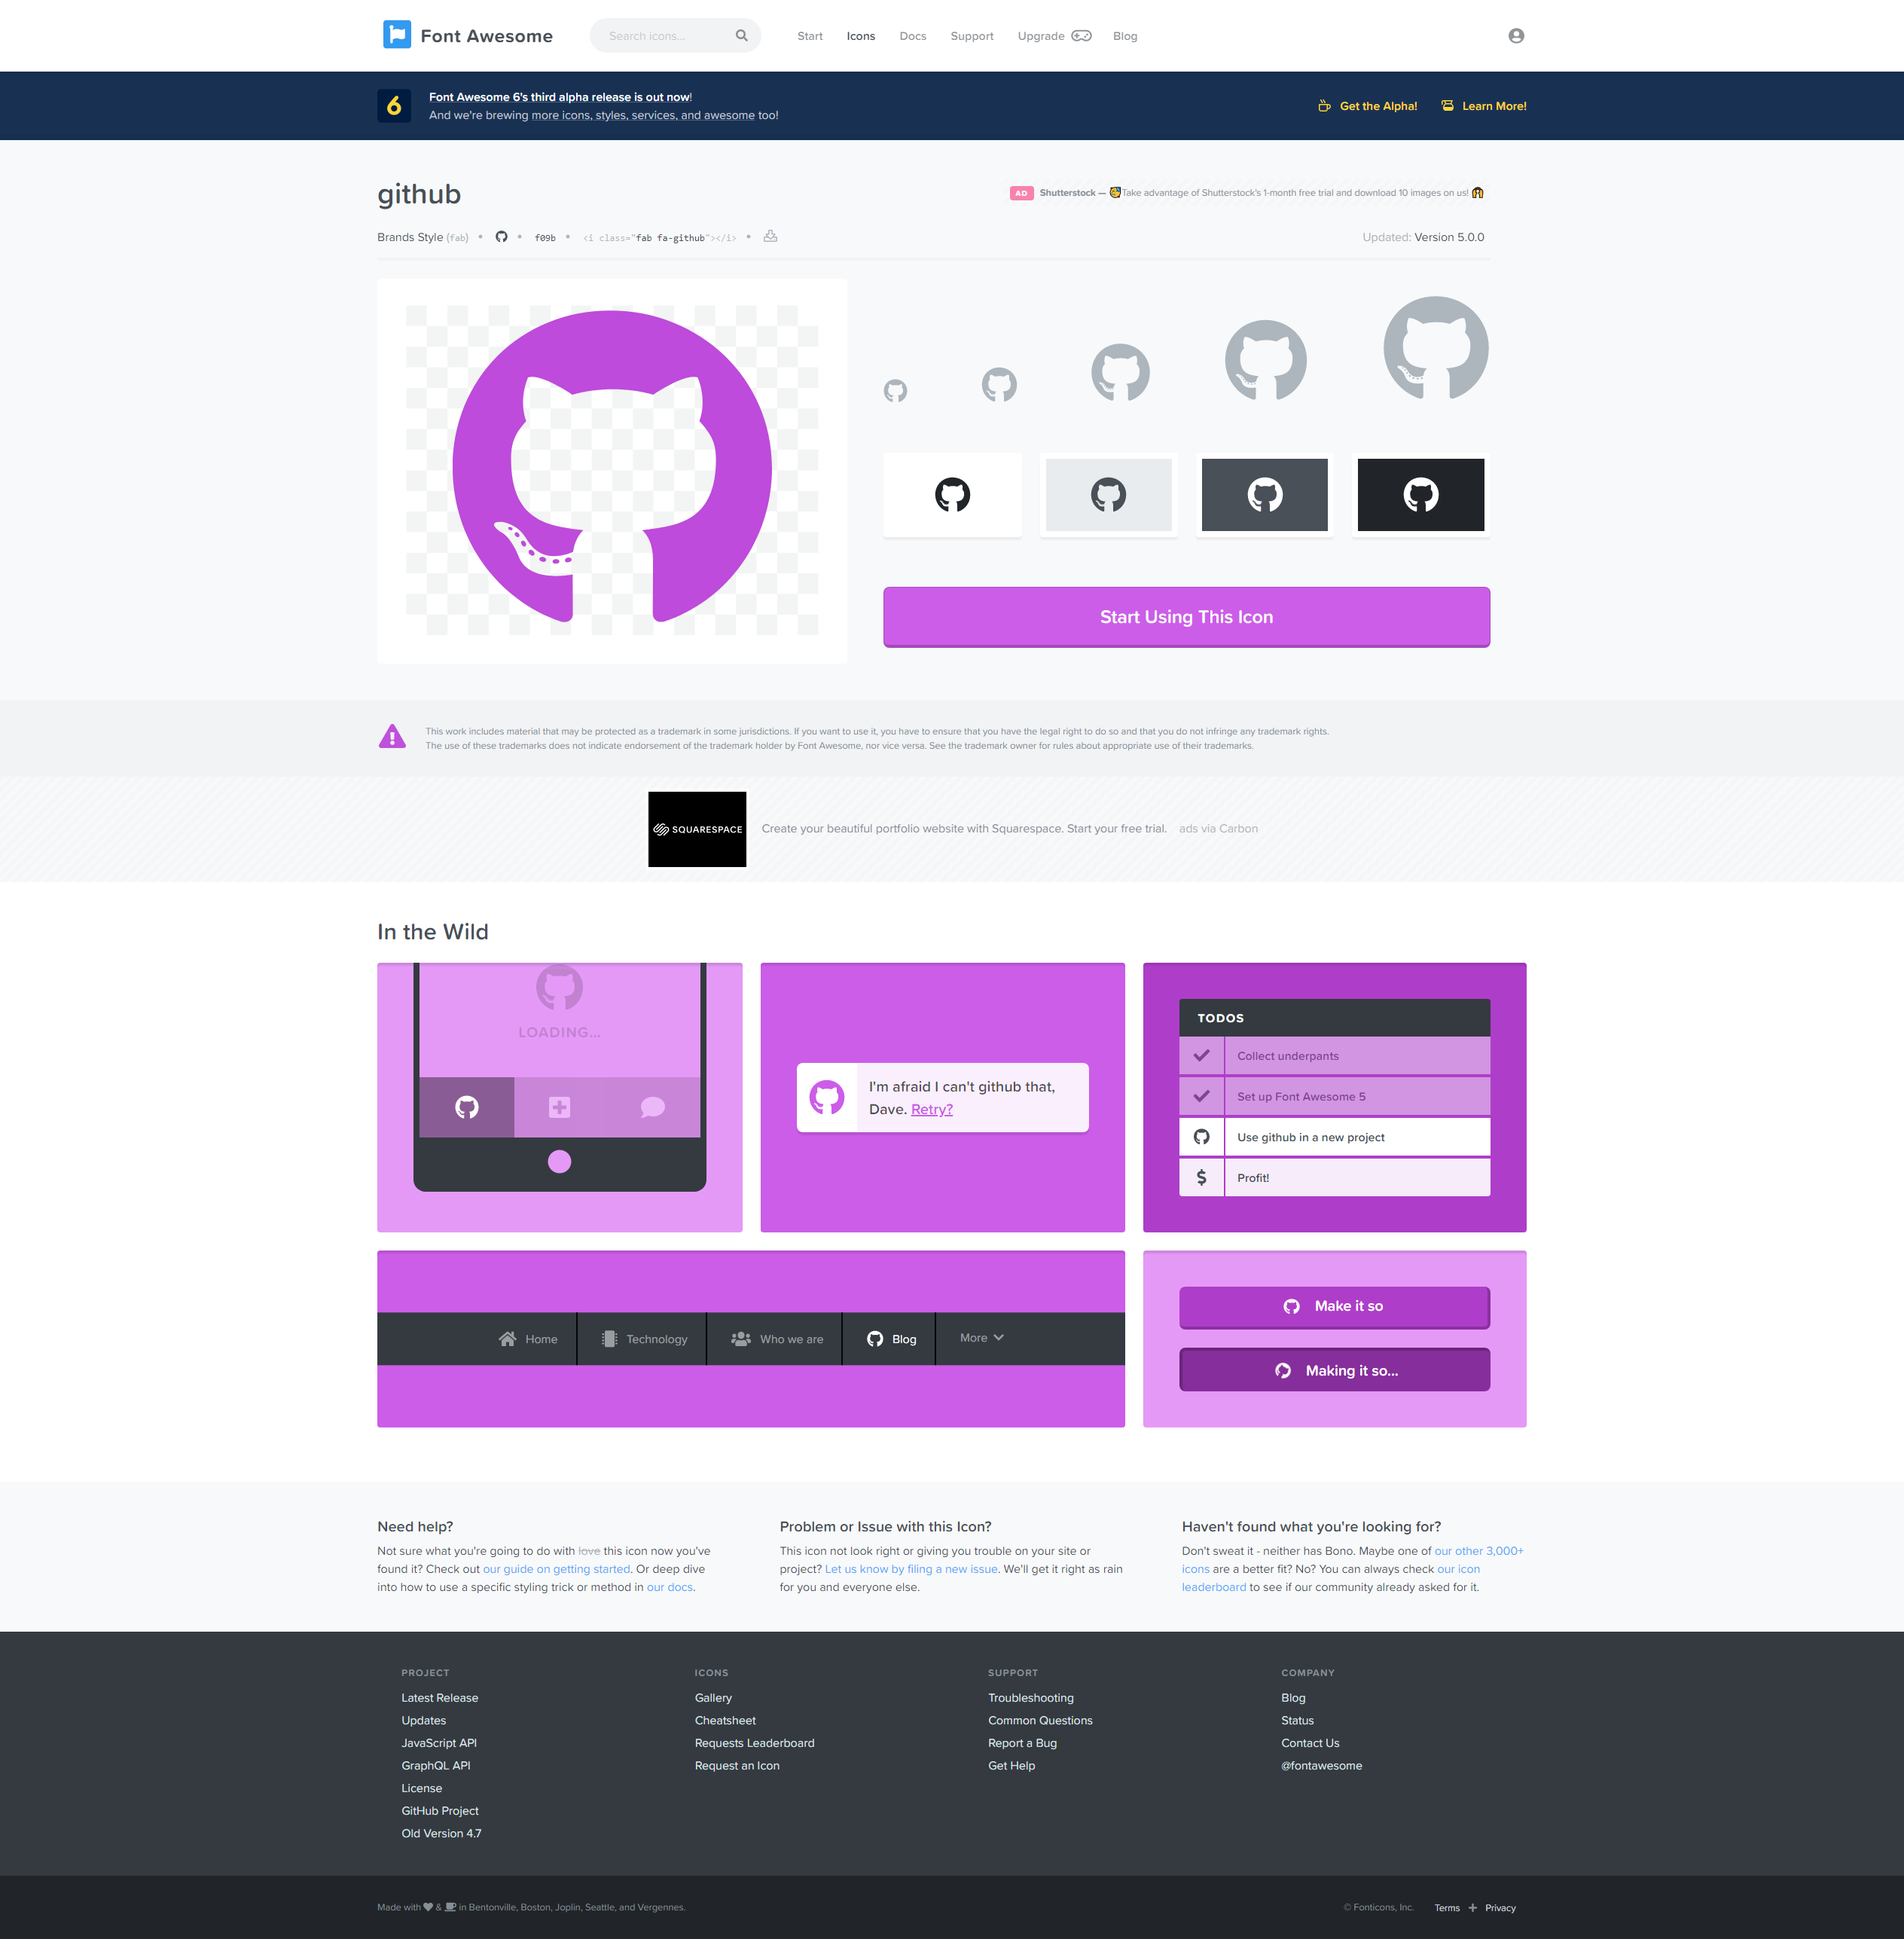 Font Awesome
Search icons...
Start
Icons
Docs
Support
Upgrade
Blog
6
Font Awesome 6's third alpha release is out now!
And we're brewing more icons, styles, services, and awesome too!
Get the Alpha!
Learn More!
github
AD Shutterstock — Take advantage of Shutterstock's 1-month free trial and download 10 images on us!
Brands Style (fab) • • f09b • <i class="fab fa-github"></i> •
Updated: Version 5.0.0
Start Using This Icon
This work includes material that may be protected as a trademark in some jurisdictions. If you want to use it, you have to ensure that you have the legal right to do so and that you do not infringe any trademark rights.
The use of these trademarks does not indicate endorsement of the trademark holder by Font Awesome, nor vice versa. See the trademark owner for rules about appropriate use of their trademarks.
SQUARESPACE
Create your beautiful portfolio website with Squarespace. Start your free trial.
ads via Carbon
In the Wild
LOADING...
I'm afraid I can't github that,
Dave. Retry?
TODOS
Collect underpants
Set up Font Awesome 5
Use github in a new project
Profit!
Home
Technology
Who we are
Blog
More
Make it so
Making it so...
Need help?
Not sure what you're going to do with love this icon now you've
found it? Check out our guide on getting started. Or deep dive
into how to use a specific styling trick or method in our docs.
Problem or Issue with this Icon?
This icon not look right or giving you trouble on your site or
project? Let us know by filing a new issue. We'll get it right as rain
for you and everyone else.
Haven't found what you're looking for?
Don't sweat it - neither has Bono. Maybe one of our other 3,000+
icons are a better fit? No? You can always check our icon
leaderboard to see if our community already asked for it.
PROJECT
Latest Release
Updates
JavaScript API
GraphQL API
License
GitHub Project
Old Version 4.7
ICONS
Gallery
Cheatsheet
Requests Leaderboard
Request an Icon
SUPPORT
Troubleshooting
Common Questions
Report a Bug
Get Help
COMPANY
Blog
Status
Contact Us
@fontawesome
Made with & in Bentonville, Boston, Joplin, Seattle, and Vergennes.
© Fonticons, Inc.
Terms
Privacy